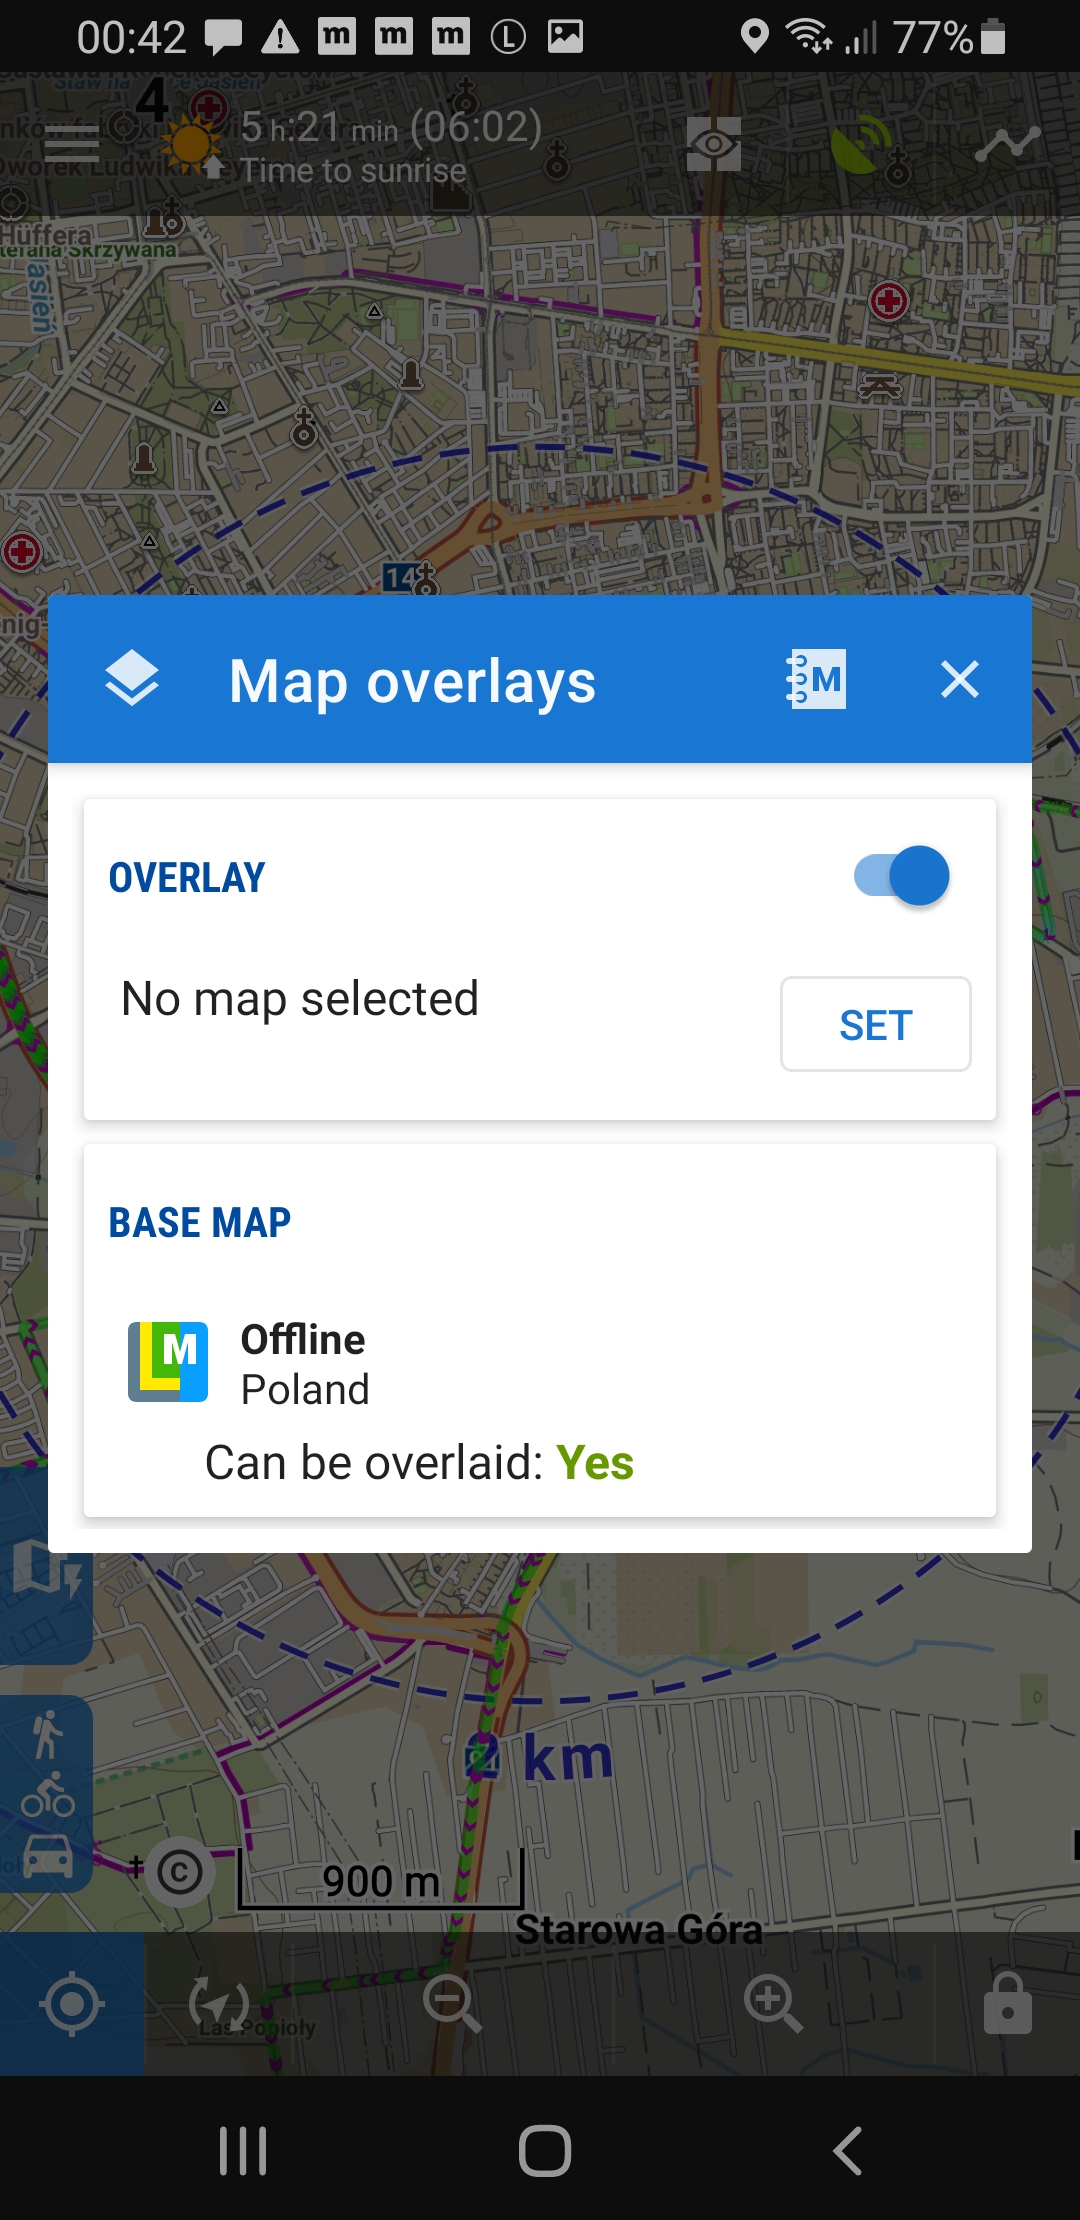 00:42
77%
4
5 h:21 min (06:02)
Time to sunrise
Huffera
Skrzywana
14
Map overlays
M
OVERLAY
No map selected
SET
BASE MAP
M
Offline
Poland
Can be overlaid: Yes
2 km
©
900 m
Starowa Góra
Las Popioły